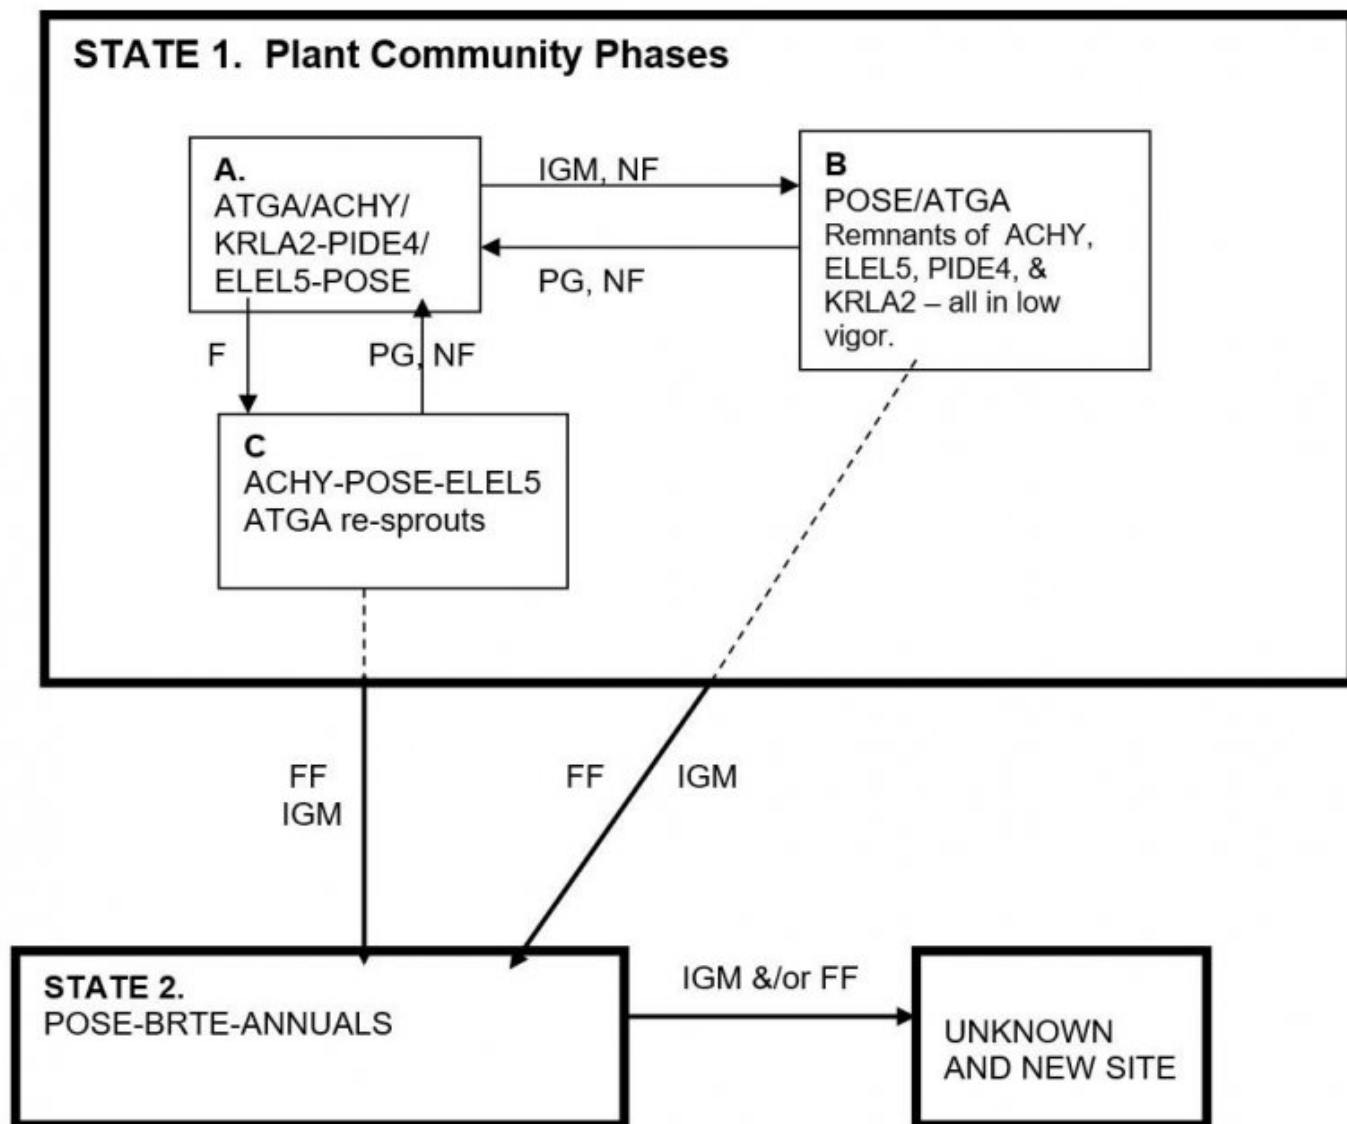 STATE 1. Plant Community Phases
A.
ATGA/ACHY/
KRLA2-PIDE4/
ELEL5-POSE
IGM, NF
PG, NF
B
POSE/ATGA
Remnants of ACHY,
ELEL5, PIDE4, &
KRLA2 – all in low
vigor.
F
PG, NF
C
ACHY-POSE-ELEL5
ATGA re-sprouts
FF
IGM
FF
IGM
STATE 2.
POSE-BRTE-ANNUALS
IGM &/or FF
UNKNOWN
AND NEW SITE